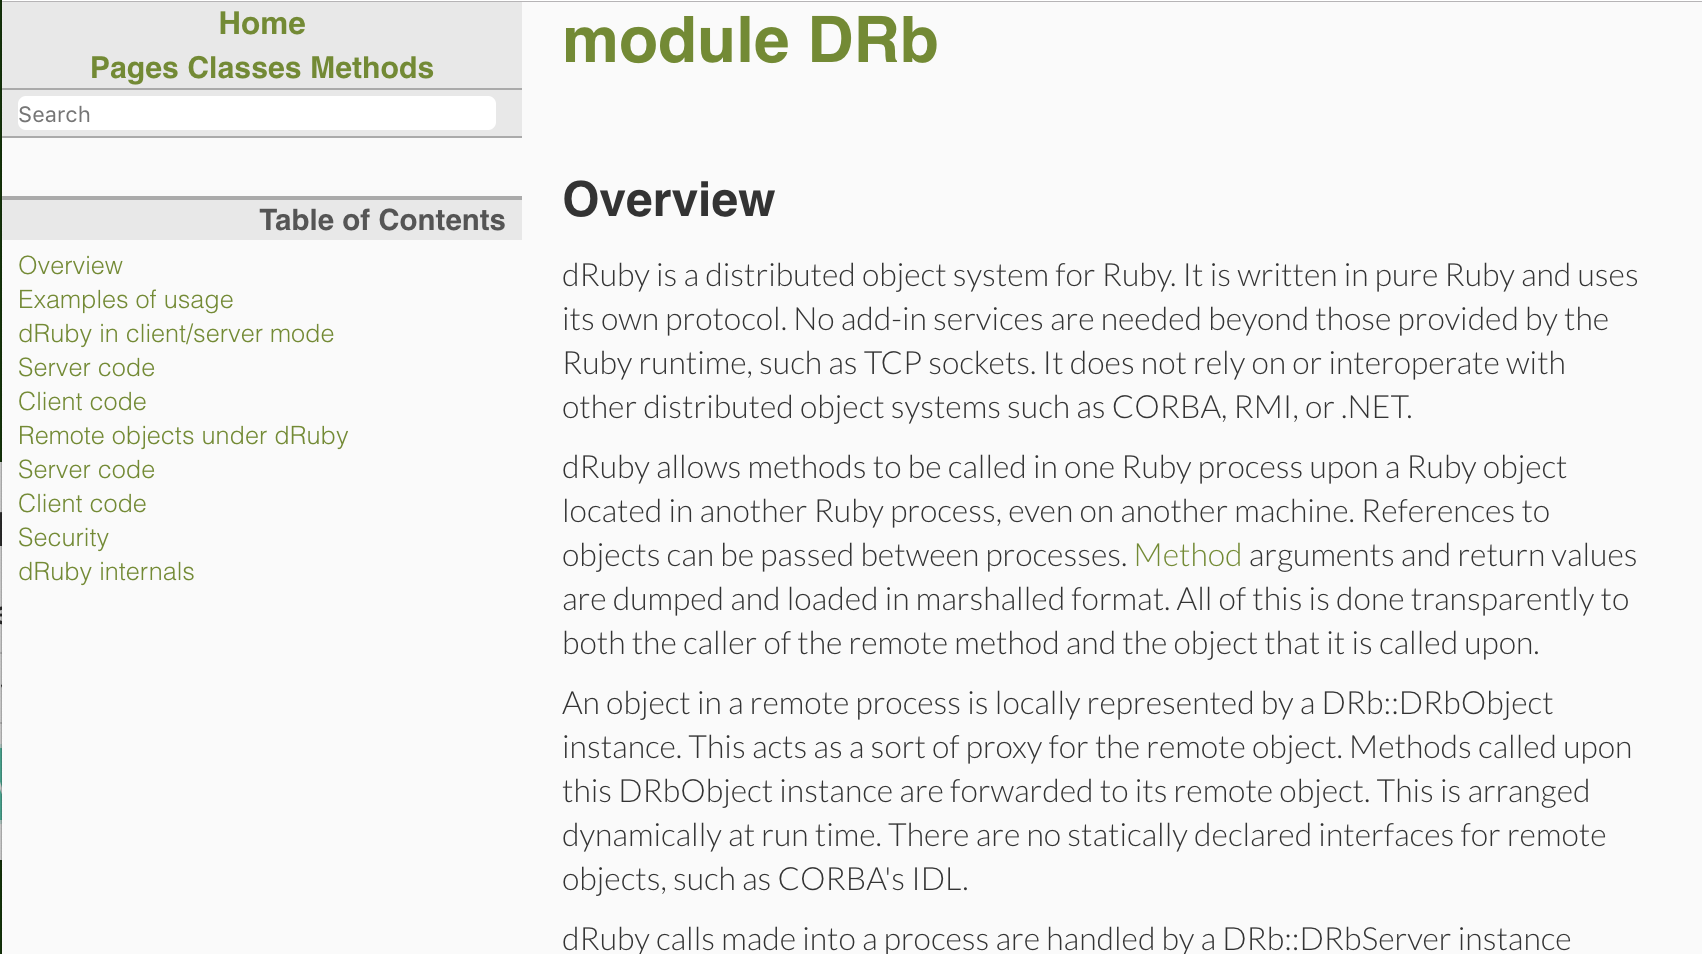 Home
Pages Classes Methods
Search
Table of Contents
Overview
Examples of usage
dRuby in client/server mode
Server code
Client code
Remote objects under dRuby
Server code
Client code
Security
dRuby internals
module DRb
Overview
dRuby is a distributed object system for Ruby. It is written in pure Ruby and uses
its own protocol. No add-in services are needed beyond those provided by the
Ruby runtime, such as TCP sockets. It does not rely on or interoperate with
other distributed object systems such as CORBA, RMI, or .NET.
dRuby allows methods to be called in one Ruby process upon a Ruby object
located in another Ruby process, even on another machine. References to
objects can be passed between processes. Method arguments and return values
are dumped and loaded in marshalled format. All of this is done transparently to
both the caller of the remote method and the object that it is called upon.
An object in a remote process is locally represented by a DRb::DRbObject
instance. This acts as a sort of proxy for the remote object. Methods called upon
this DRbObject instance are forwarded to its remote object. This is arranged
dynamically at run time. There are no statically declared interfaces for remote
objects, such as CORBA's IDL.
dRuby calls made into a process are handled by a DRb::DRbServer instance